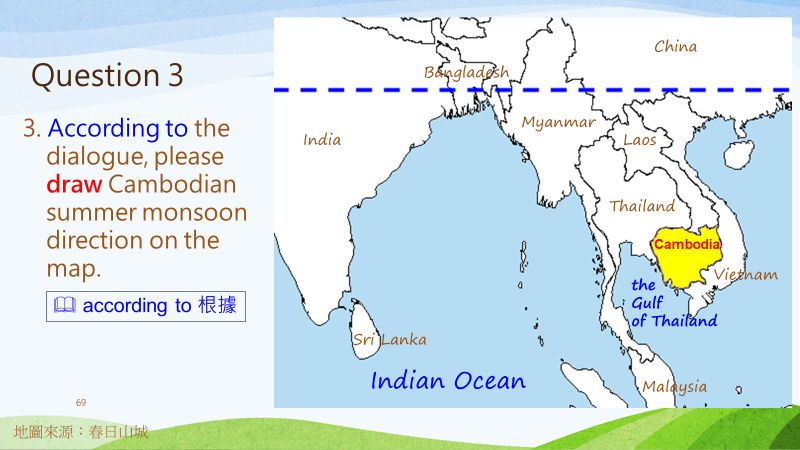 Question 3
3. According to the
dialogue, please
draw Cambodian
summer monsoon
direction on the
map.
🕮 according to 根據
69
地圖來源：春日山城
China
Bangladesh
India
Myanmar
Laos
Thailand
Cambodia
Vietnam
the
Gulf
of Thailand
Sri Lanka
Indian Ocean
Malaysia